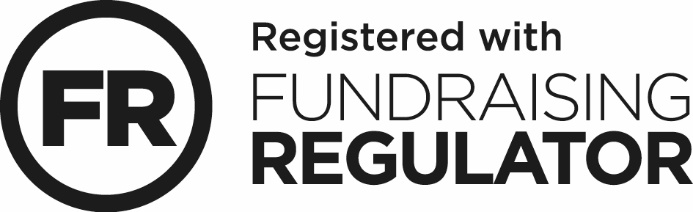 FR
Registered with
FUNDRAISING
REGULATOR